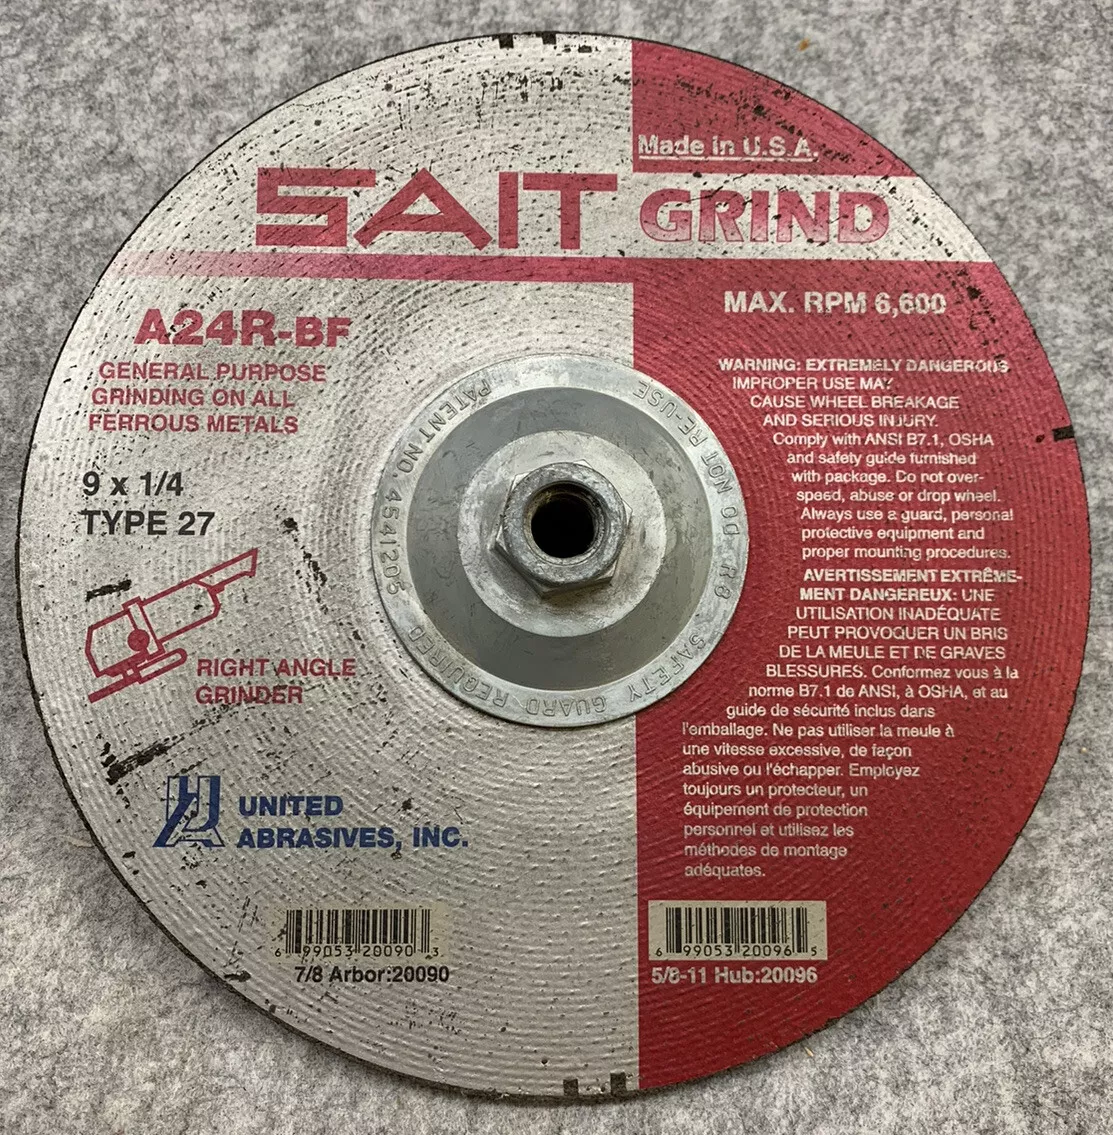 Made in U.S.A.
SAIT GRIND
A24R-BF
GENERAL PURPOSE
GRINDING ON ALL
FERROUS METALS
9 x 1/4
TYPE 27
RIGHT ANGLE
GRINDER
UNITED
ABRASIVES, INC.
6 99053 20090 3
7/8 Arbor:20090
MAX. RPM 6,600
WARNING: EXTREMELY DANGEROUS
IMPROPER USE MAY
CAUSE WHEEL BREAKAGE
AND SERIOUS INJURY.
Comply with ANSI B7.1, OSHA
and safety guide furnished
with package. Do not over-
speed, abuse or drop wheel.
Always use a guard, personal
protective equipment and
proper mounting procedures.
AVERTISSEMENT EXTRÊME-
MENT DANGEREUX: UNE
UTILISATION INADÉQUATE
PEUT PROVOQUER UN BRIS
DE LA MEULE ET DE GRAVES
BLESSURES. Conformez vous à la
norme B7.1 de ANSI, à OSHA, et au
guide de sécurité inclus dans
l'emballage. Ne pas utiliser la meule à
une vitesse excessive, de façon
abusive ou l'échapper. Employez
toujours un protecteur, un
équipement de protection
personnel et utilisez les
méthodes de montage
adéquates.
6 99053 20096 5
5/8-11 Hub:20096
PATENT NO. 4541205
DO NOT RE-USE
SAFETY GUARD REQUIRED